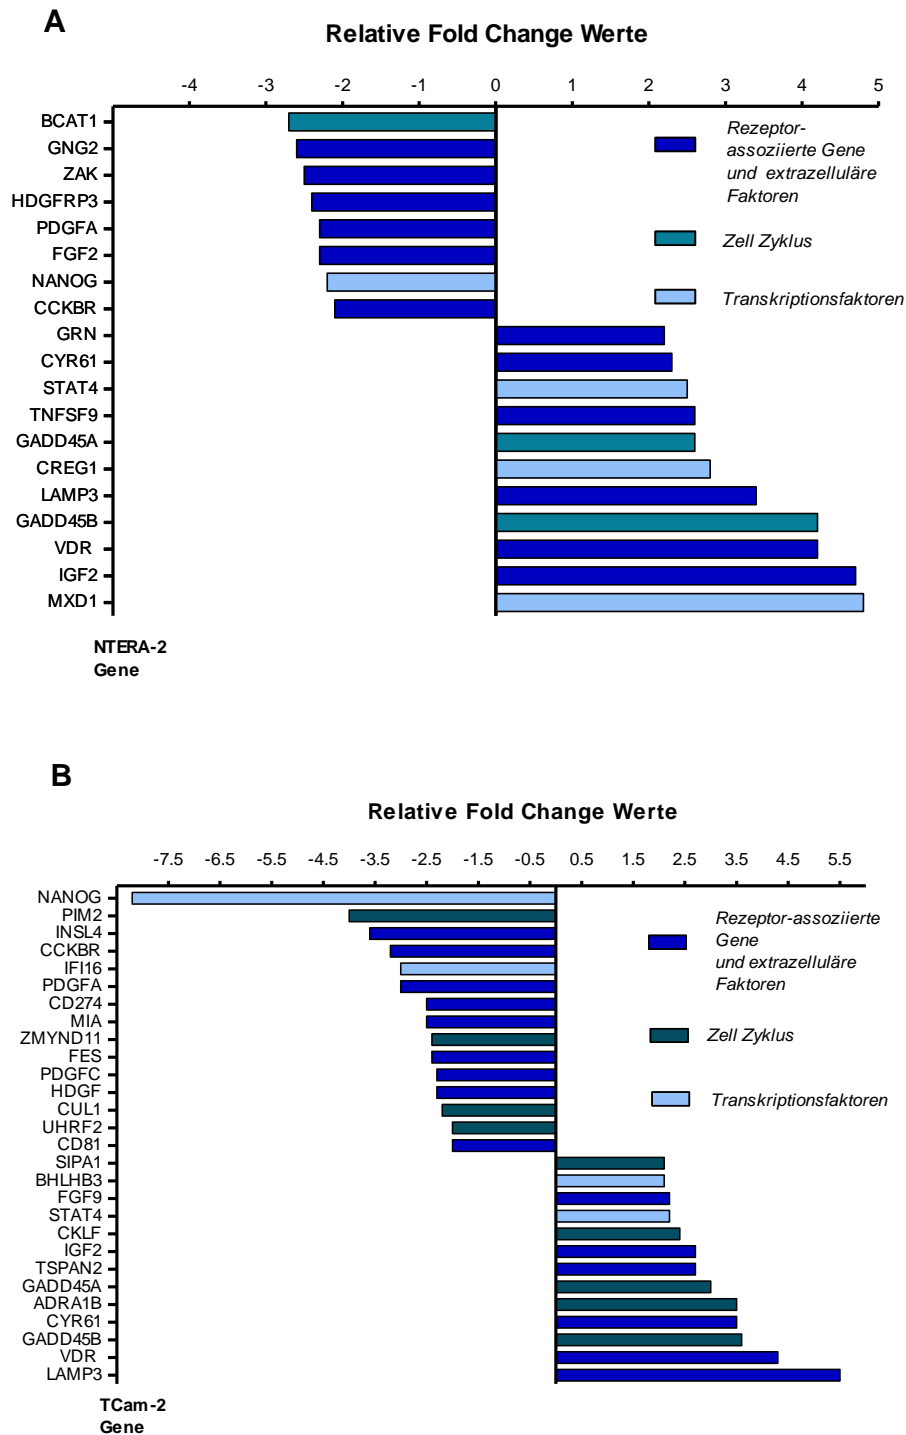 A
Relative Fold Change Werte
-4 -3 -2 -1 0 1 2 3 4 5
BCAT1
GNG2
ZAK
HDGFRP3
PDGFA
FGF2
NANOG
CCKBR
GRN
CYR61
STAT4
TNFSF9
GADD45A
CREG1
LAMP3
GADD45B
VDR
IGF2
MXD1
Rezeptor-
assoziierte Gene
und extrazelluläre
Faktoren
Zell Zyklus
Transkriptionsfaktoren
NTERA-2
Gene
B
Relative Fold Change Werte
-7.5 -6.5 -5.5 -4.5 -3.5 -2.5 -1.5 -0.5 0.5 1.5 2.5 3.5 4.5 5.5
NANOG
PIM2
INSL4
CCKBR
IFI16
PDGFA
CD274
MIA
ZMYND11
FES
PDGFC
HDGF
CUL1
UHRF2
CD81
SIPA1
BHLHB3
FGF9
STAT4
CKLF
IGF2
TSPAN2
GADD45A
ADRA1B
CYR61
GADD45B
VDR
LAMP3
Rezeptor-assoziierte
Gene
und extrazelluläre
Faktoren
Zell Zyklus
Transkriptionsfaktoren
TCam-2
Gene